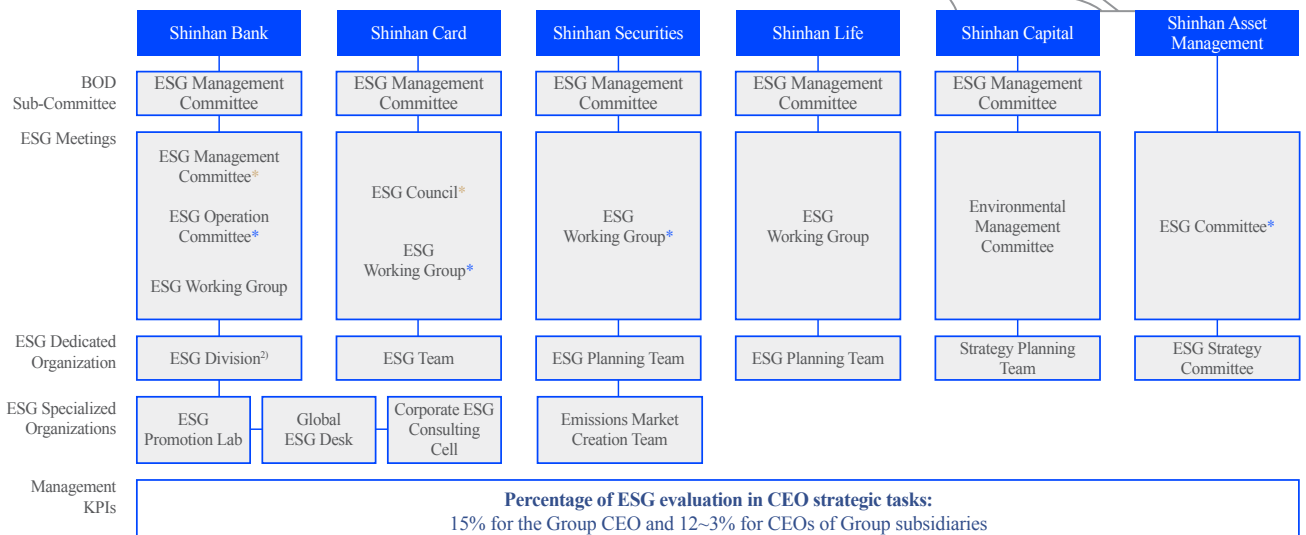 Shinhan Bank
Shinhan Card
Shinhan Securities
Shinhan Life
Shinhan Capital
Shinhan Asset
Management
BOD
Sub-Committee
ESG Management
Committee
ESG Management
Committee
ESG Management
Committee
ESG Management
Committee
ESG Management
Committee
ESG Meetings
ESG Management
Committee*
ESG Operation
Committee*
ESG Working Group
ESG Council*
ESG
Working Group*
ESG
Working Group*
ESG
Working Group
Environmental
Management
Committee
ESG Committee*
ESG Dedicated
Organization
ESG Division2)
ESG Team
ESG Planning Team
ESG Planning Team
Strategy Planning
Team
ESG Strategy
Committee
ESG Specialized
Organizations
ESG
Promotion Lab
Global
ESG Desk
Corporate ESG
Consulting
Cell
Emissions Market
Creation Team
Management
KPIs
Percentage of ESG evaluation in CEO strategic tasks:
15% for the Group CEO and 12~3% for CEOs of Group subsidiaries